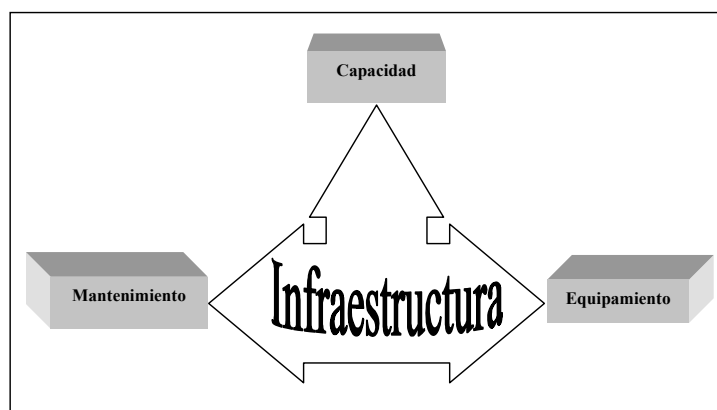 Capacidad
Mantenimiento
Infraestructura
Equipamiento